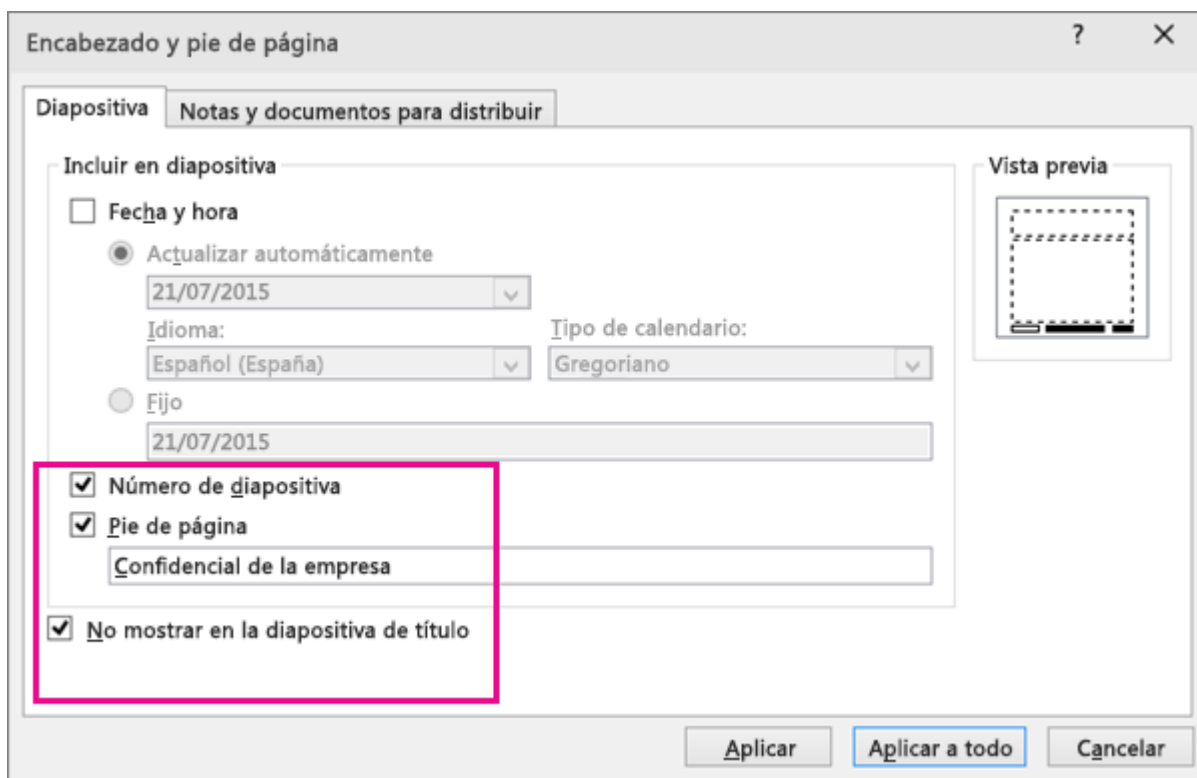 Encabezado y pie de página
?
Diapositiva Notas y documentos para distribuir
Incluir en diapositiva
Vista previa
Fecha y hora
Actualizar automáticamente
21/07/2015
Idioma: Tipo de calendario:
Español (España) Gregoriano
Fijo
21/07/2015
Número de diapositiva
Pie de página
Confidencial de la empresa
No mostrar en la diapositiva de título
Aplicar Aplicar a todo Cancelar